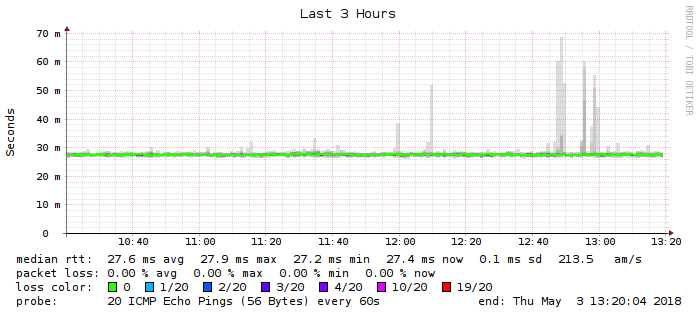 Last 3 Hours
RRDTOOL / TOBI OETIKER
Seconds
70 m
60 m
50 m
40 m
30 m
20 m
10 m
0
10:40 11:00 11:20 11:40 12:00 12:20 12:40 13:00 13:20
median rtt: 27.6 ms avg 27.9 ms max 27.2 ms min 27.4 ms now 0.1 ms sd 213.5 am/s
packet loss: 0.00 % avg 0.00 % max 0.00 % min 0.00 % now
loss color: 0 1/20 2/20 3/20 4/20 10/20 19/20
probe: 20 ICMP Echo Pings (56 Bytes) every 60s end: Thu May 3 13:20:04 2018